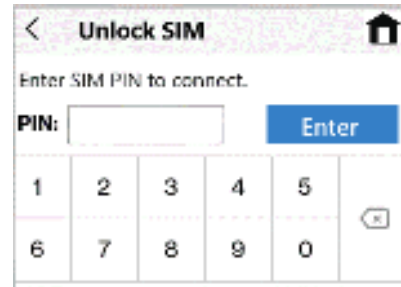 Unlock SIM
Enter SIM PIN to connect.
PIN: Enter
1 2 3 4 5
6 7 8 9 0